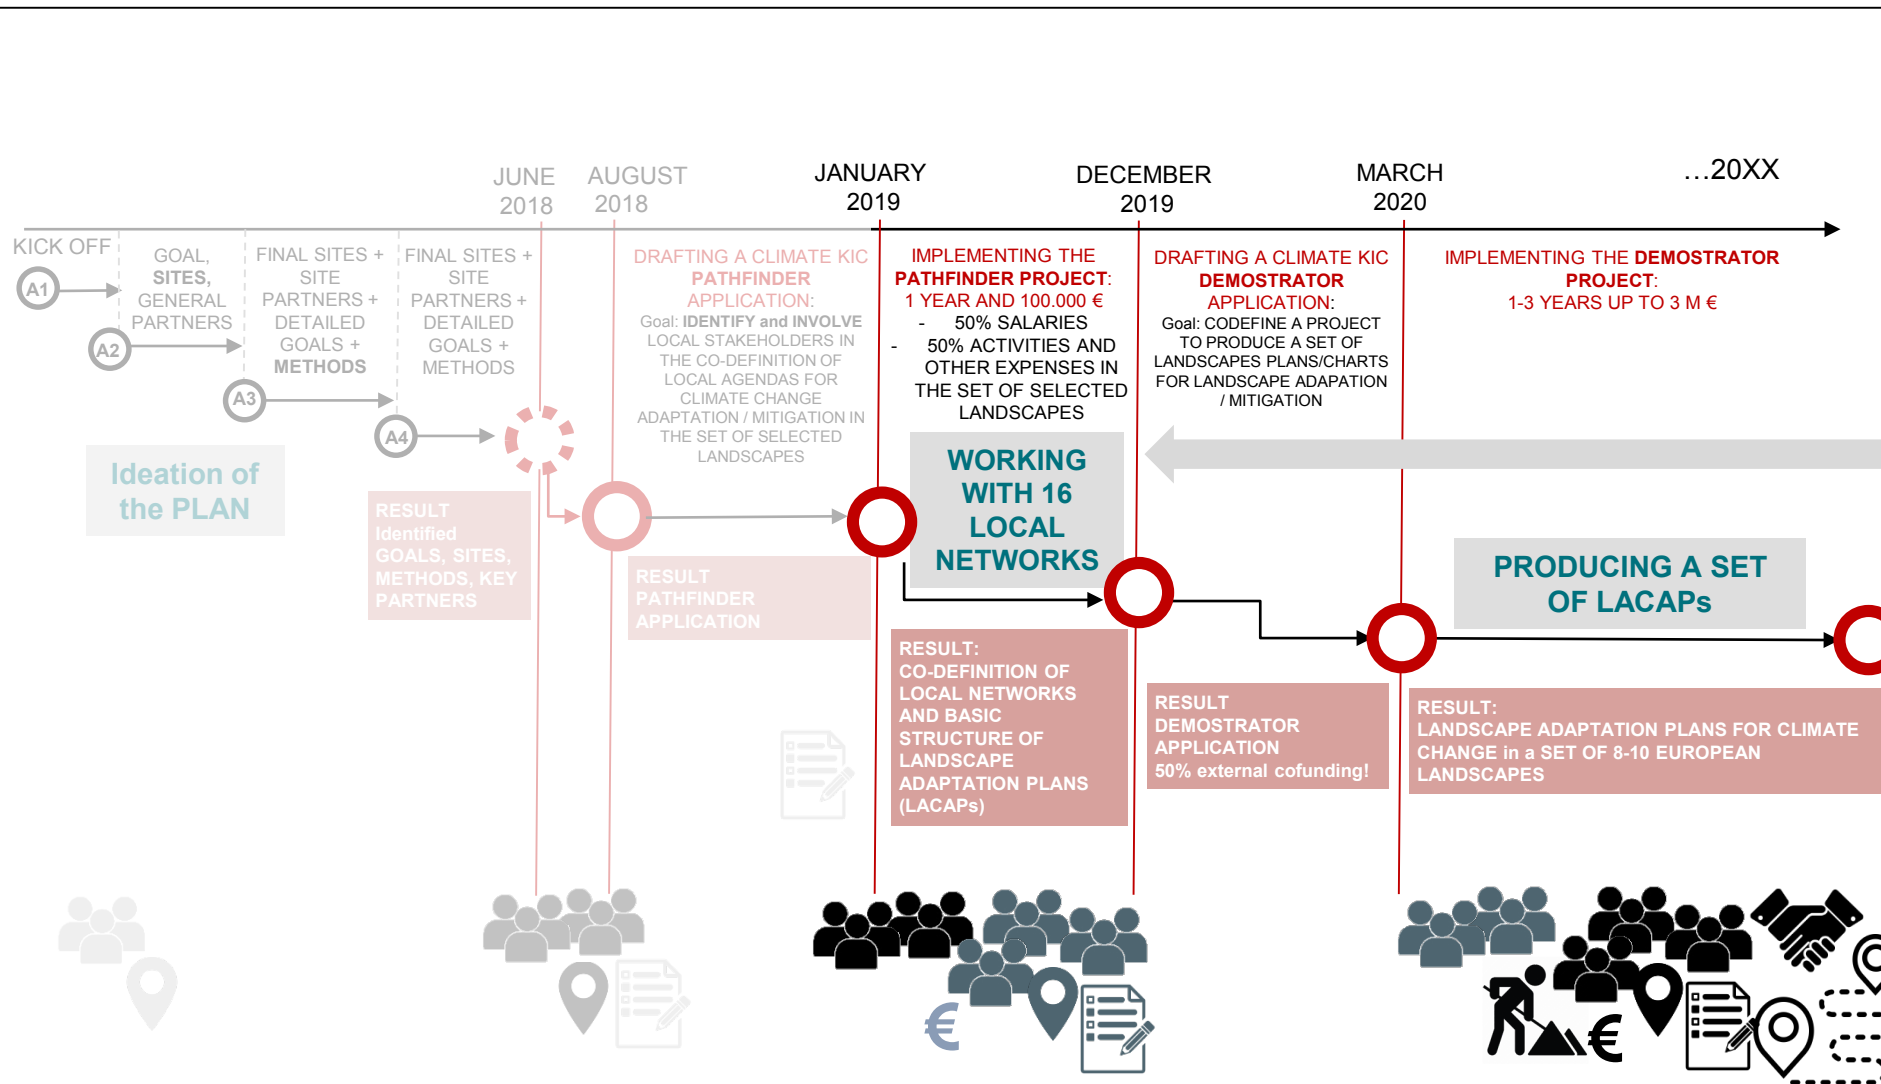 JUNE
2018
AUGUST
2018
JANUARY
2019
DECEMBER
2019
MARCH
2020
…20XX
KICK OFF
A1
GOAL,
SITES,
GENERAL
PARTNERS
A2
FINAL SITES +
SITE
PARTNERS +
DETAILED
GOALS +
METHODS
A3
FINAL SITES +
SITE
PARTNERS +
DETAILED
GOALS +
METHODS
A4
Ideation of
the PLAN
RESULT
Identified
GOALS, SITES,
METHODS, KEY
PARTNERS
DRAFTING A CLIMATE KIC
PATHFINDER
APPLICATION:
Goal: IDENTIFY and INVOLVE
LOCAL STAKEHOLDERS IN
THE CO-DEFINITION OF
LOCAL AGENDAS FOR
CLIMATE CHANGE
ADAPTATION / MITIGATION IN
THE SET OF SELECTED
LANDSCAPES
RESULT
PATHFINDER
APPLICATION
IMPLEMENTING THE
PATHFINDER PROJECT:
1 YEAR AND 100.000 €
- 50% SALARIES
- 50% ACTIVITIES AND
OTHER EXPENSES IN
THE SET OF SELECTED
LANDSCAPES
WORKING
WITH 16
LOCAL
NETWORKS
RESULT:
CO-DEFINITION OF
LOCAL NETWORKS
AND BASIC
STRUCTURE OF
LANDSCAPE
ADAPTATION PLANS
(LACAPs)
DRAFTING A CLIMATE KIC
DEMOSTRATOR
APPLICATION:
Goal: CODEFINE A PROJECT
TO PRODUCE A SET OF
LANDSCAPES PLANS/CHARTS
FOR LANDSCAPE ADAPATION
/ MITIGATION
RESULT
DEMOSTRATOR
APPLICATION
50% external cofunding!
IMPLEMENTING THE DEMOSTRATOR
PROJECT:
1-3 YEARS UP TO 3 M €
PRODUCING A SET
OF LACAPs
RESULT:
LANDSCAPE ADAPTATION PLANS FOR CLIMATE
CHANGE in a SET OF 8-10 EUROPEAN
LANDSCAPES
€
€